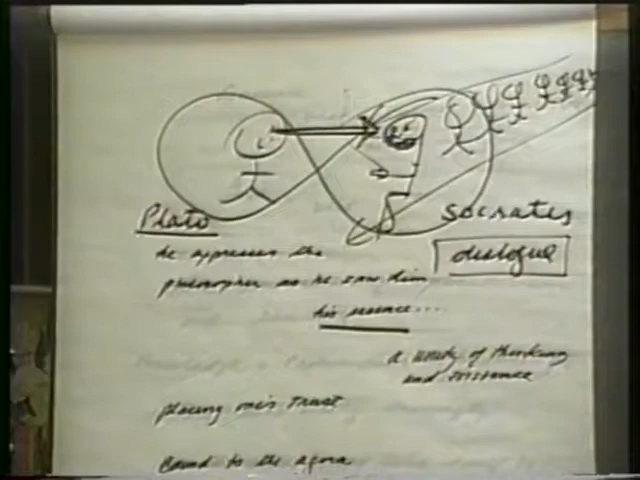 Plato
Socrates
he expresses the
dialogue
philosopher as he saw him
his essence...
a unity of thinking
and existence
placing one's trust
bound to the agora